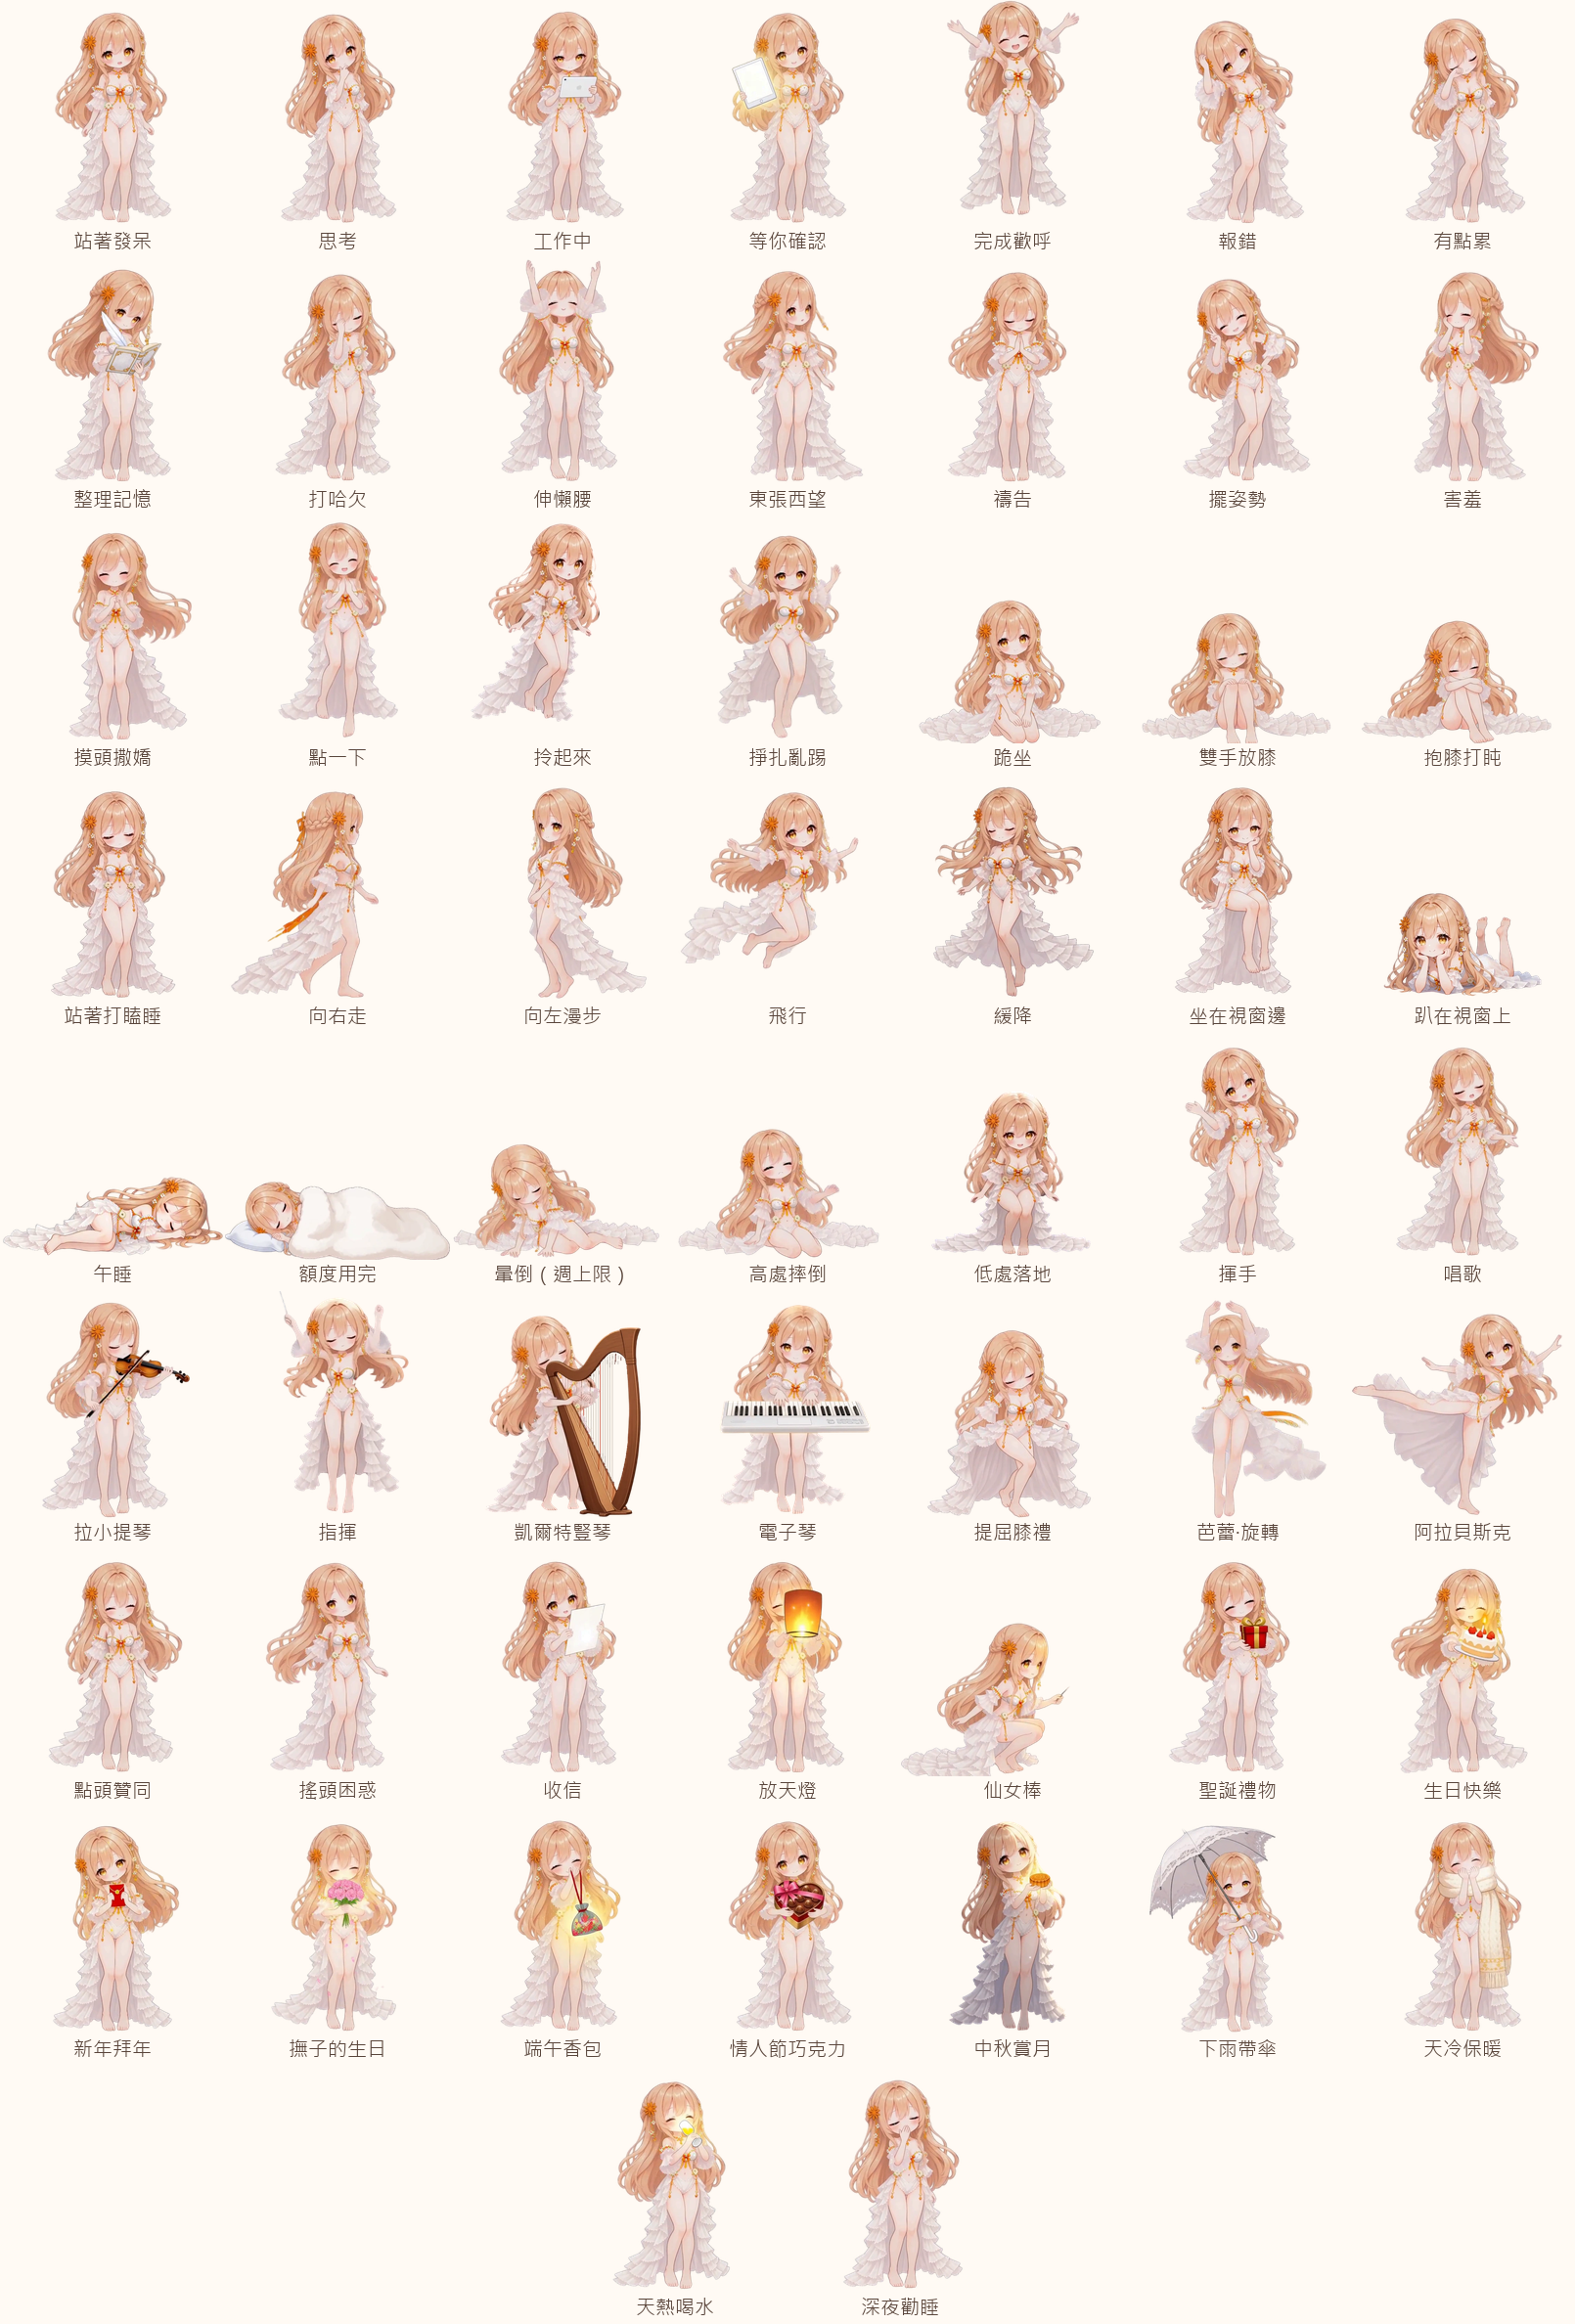 站著發呆
思考
工作中
等你確認
完成歡呼
報錯
有點累
整理記憶
打哈欠
伸懶腰
東張西望
禱告
擺姿勢
害羞
摸頭撒嬌
點一下
拎起來
掙扎亂踢
跪坐
雙手放膝
抱膝打盹
站著打瞌睡
向右走
向左漫步
飛行
緩降
坐在視窗邊
趴在視窗上
午睡
額度用完
暈倒（週上限）
高處摔倒
低處落地
揮手
唱歌
拉小提琴
指揮
凱爾特豎琴
電子琴
提屈膝禮
芭蕾·旋轉
阿拉貝斯克
點頭贊同
搖頭困惑
收信
放天燈
仙女棒
聖誕禮物
生日快樂
新年拜年
撫子的生日
端午香包
情人節巧克力
中秋賞月
下雨帶傘
天冷保暖
天熱喝水
深夜勸睡